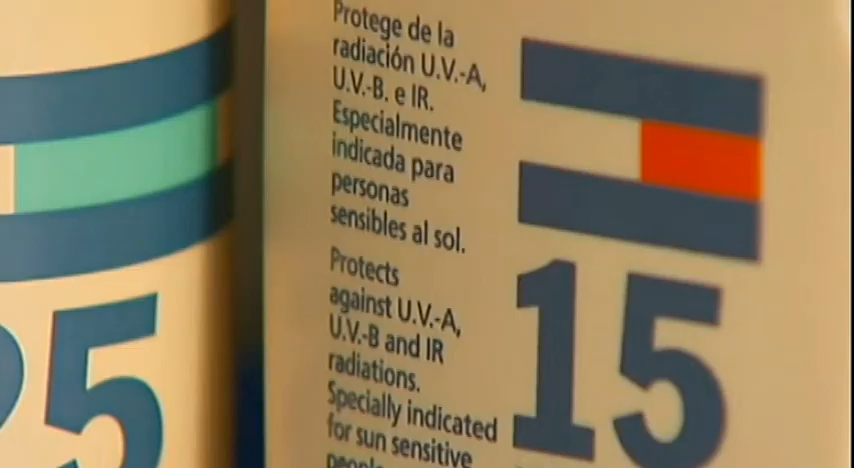 Protege de la
radiación U.V.-A,
U.V.-B. e IR.
Especialmente
indicada para
personas
sensibles al sol.
Protects
against U.V.-A,
U.V.-B and IR
radiations.
Specially indicated
for sun sensitive
people
15
25